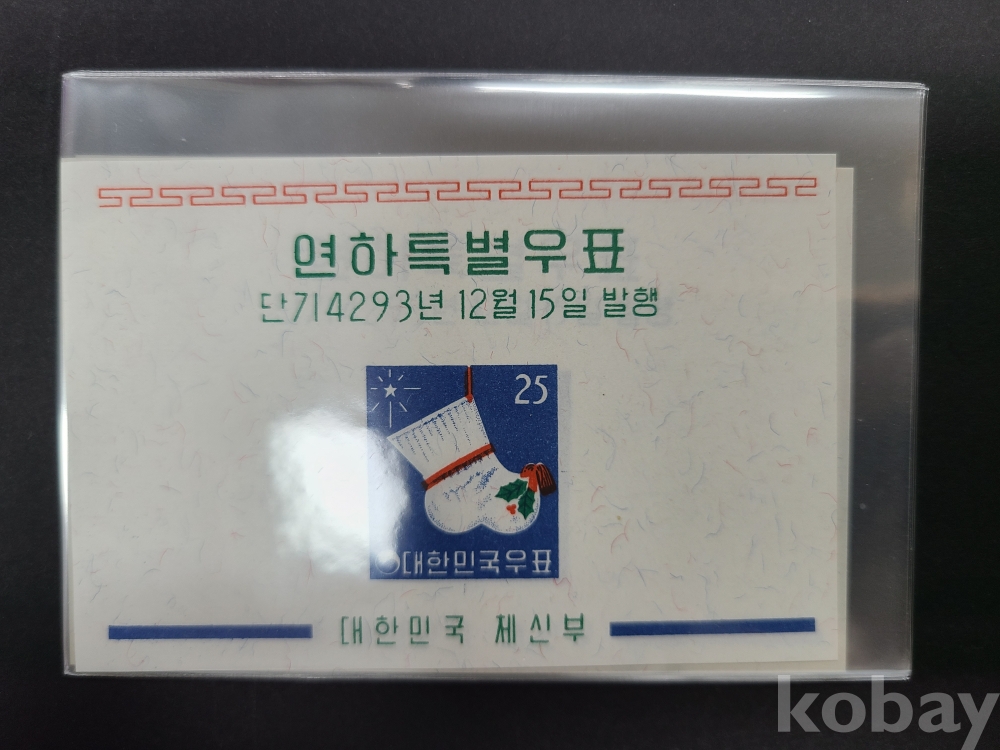 연하특별우표
단기4293년 12월 15일 발행
25
대한민국우표
대한민국 체신부
kobay